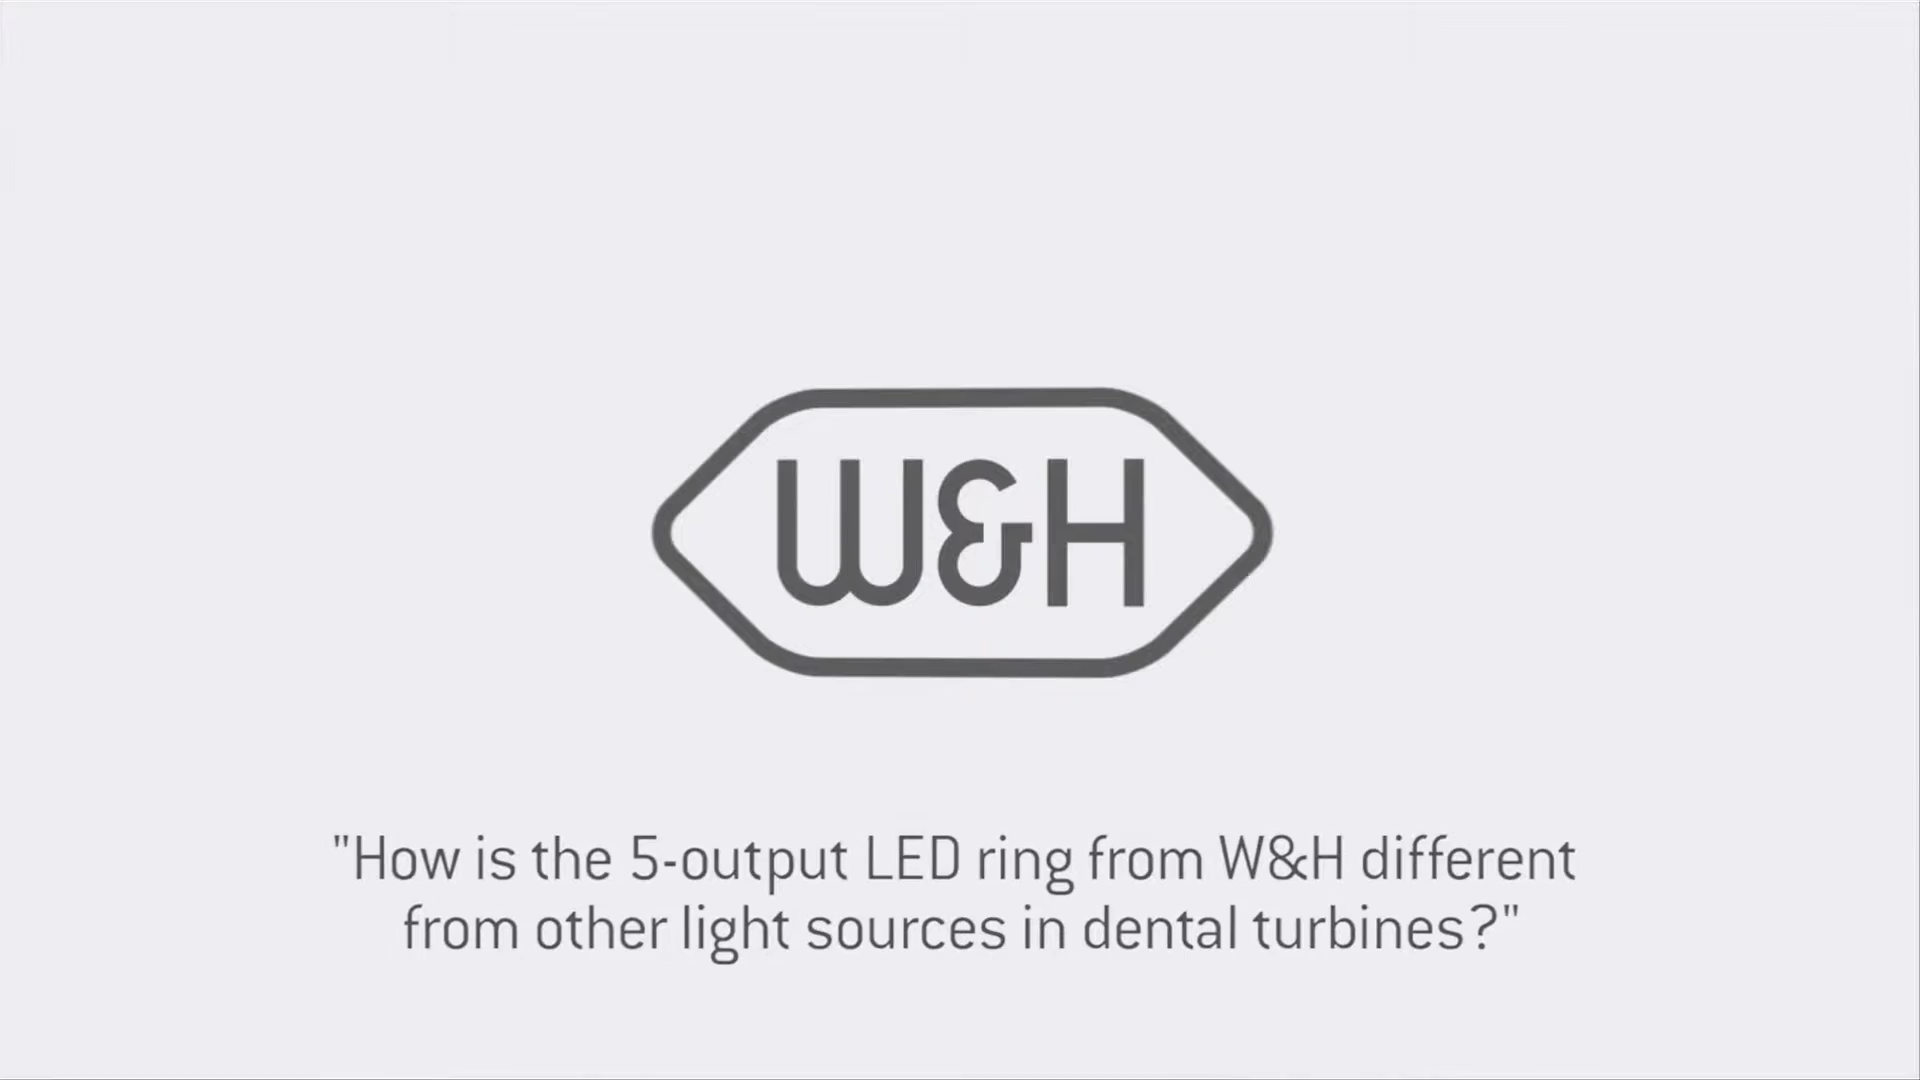 W&H
"How is the 5-output LED ring from W&H different
from other light sources in dental turbines?"